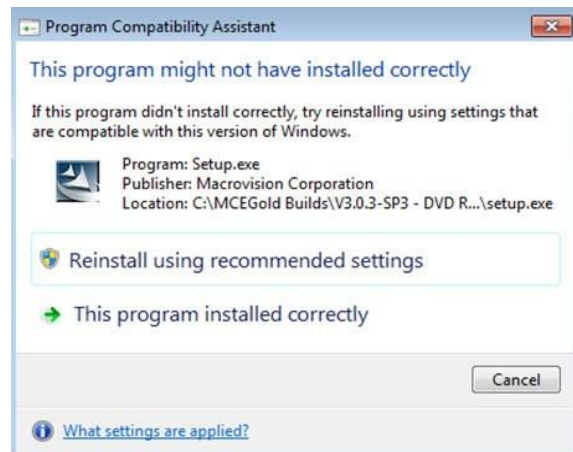 Program Compatibility Assistant
This program might not have installed correctly
If this program didn't install correctly, try reinstalling using settings that
are compatible with this version of Windows.
Program: Setup.exe
Publisher: Macrovision Corporation
Location: C:\MCEGold Builds\V3.0.3-SP3 - DVD R...\setup.exe
Reinstall using recommended settings
This program installed correctly
Cancel
What settings are applied?